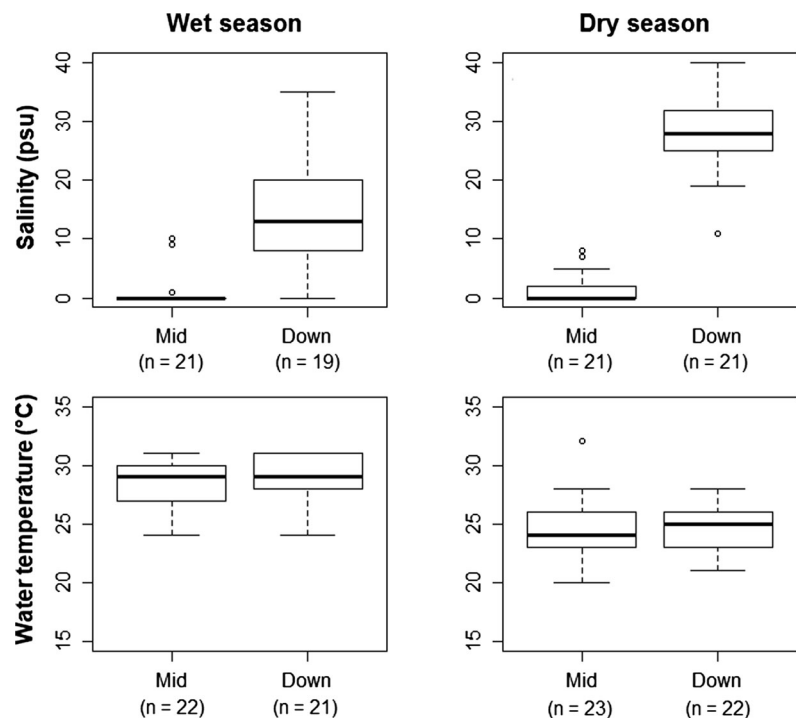 Wet season
Dry season
Salinity (psu)
40
30
20
10
0
Mid
Down
(n = 21)
(n = 19)
40
30
20
10
0
Mid
Down
(n = 21)
(n = 21)
Water temperature (°C)
35
30
25
20
15
Mid
Down
(n = 22)
(n = 21)
35
30
25
20
15
Mid
Down
(n = 23)
(n = 22)